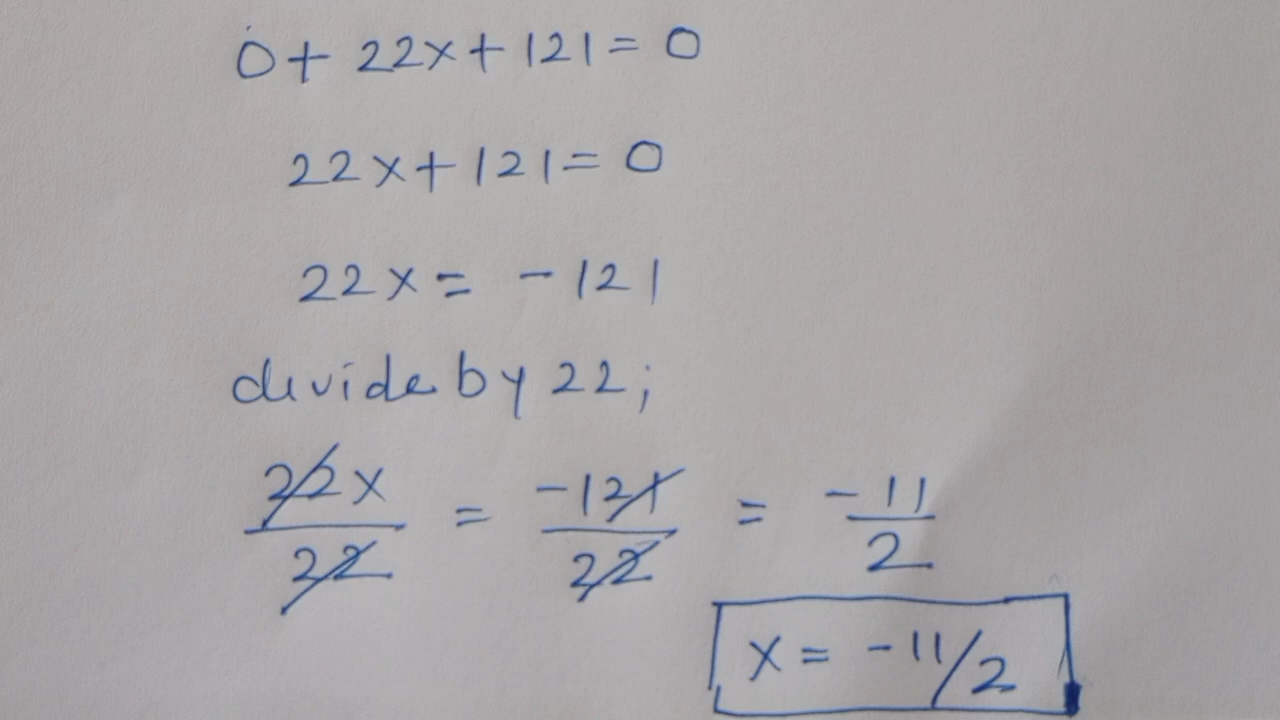 0 + 22x + 121 = 0
22x + 121 = 0
22x = - 121
divide by 22;
22x/22 = -121/22 = -11/2
x = -11/2